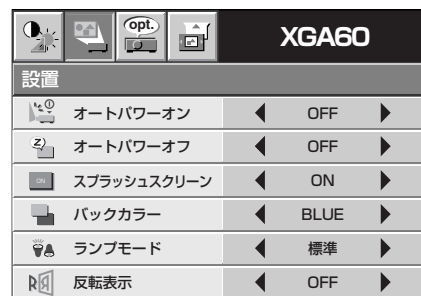 opt.
XGA60
設置
オートパワーオン OFF
Z オートパワーオフ OFF
ON スプラッシュスクリーン ON
バックカラー BLUE
ランプモード 標準
反転表示 OFF